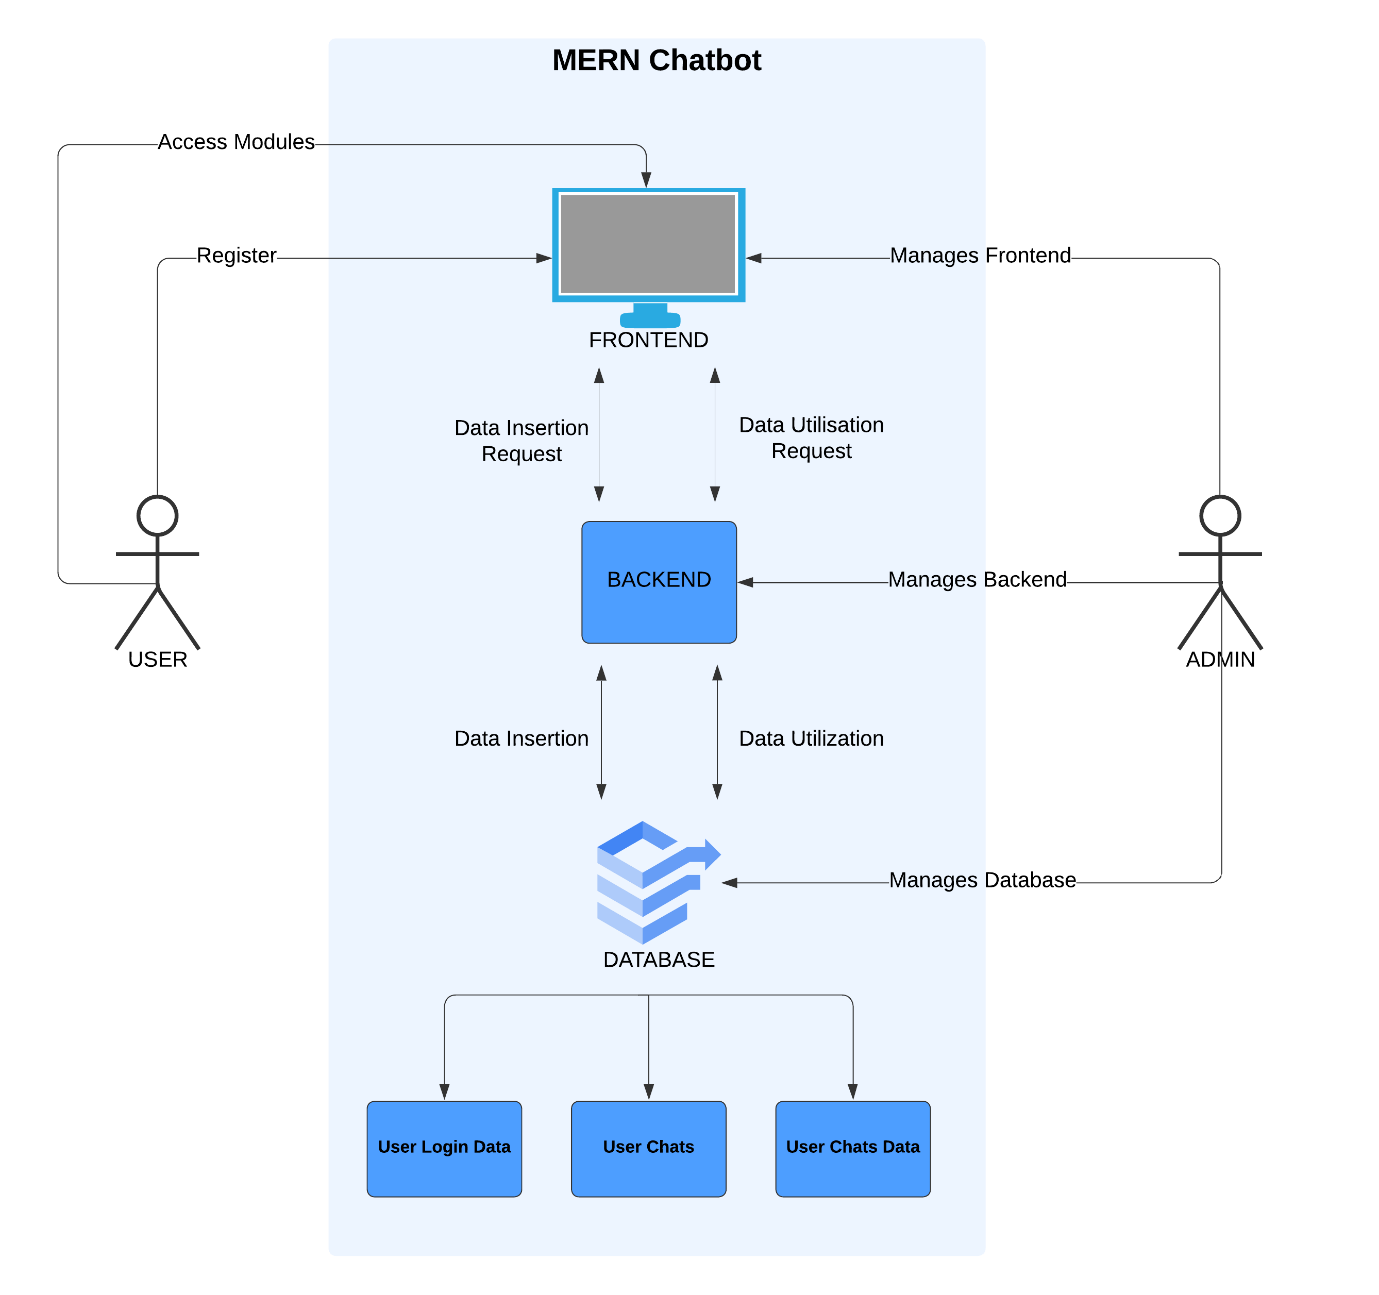 MERN Chatbot
Access Modules
Register
Manages Frontend
FRONTEND
Data Insertion
Request
Data Utilisation
Request
BACKEND
Manages Backend
USER
ADMIN
Data Insertion
Data Utilization
Manages Database
DATABASE
User Login Data
User Chats
User Chats Data